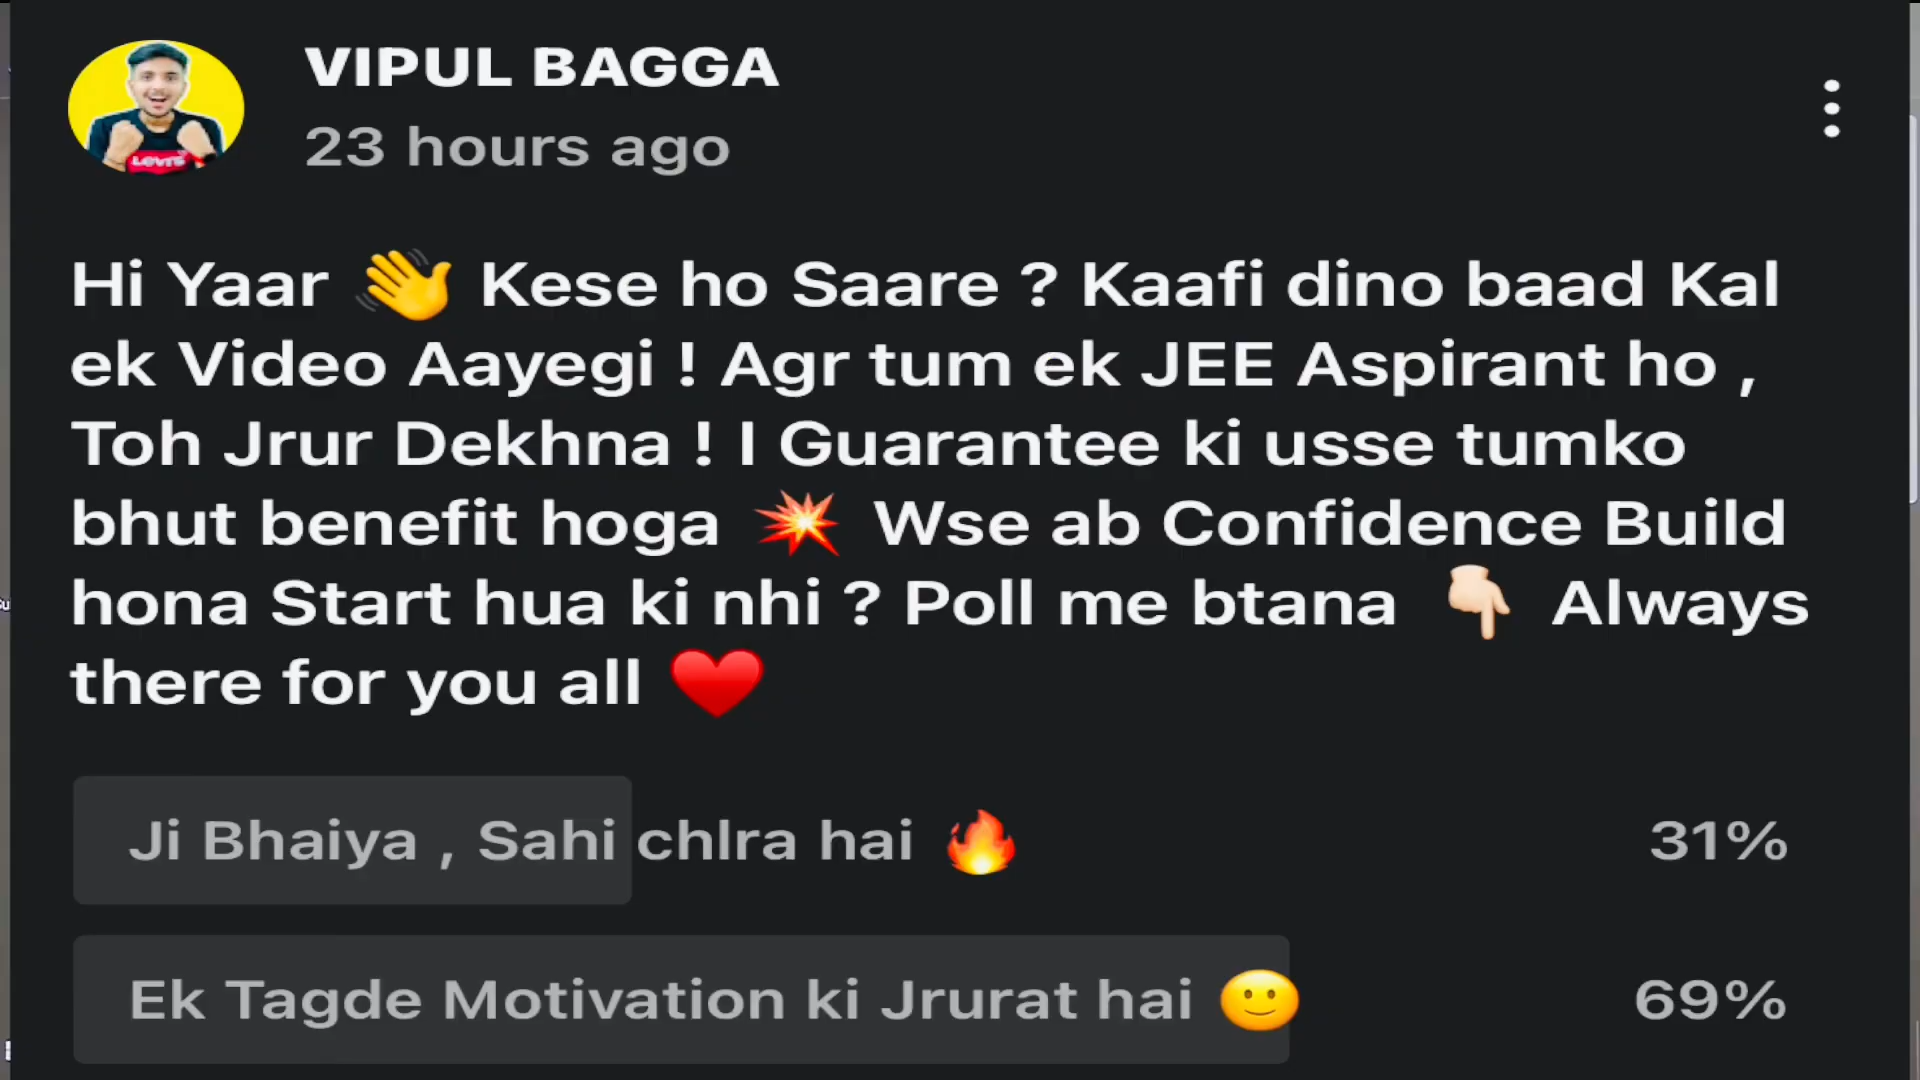 VIPUL BAGGA
23 hours ago
Hi Yaar 👋 Kese ho Saare ? Kaafi dino baad Kal
ek Video Aayegi ! Agr tum ek JEE Aspirant ho ,
Toh Jrur Dekhna ! I Guarantee ki usse tumko
bhut benefit hoga 💥 Wse ab Confidence Build
hona Start hua ki nhi ? Poll me btana 👇🏻 Always
there for you all ♥️
Ji Bhaiya , Sahi chlra hai 🔥 31%
Ek Tagde Motivation ki Jrurat hai 🙂 69%
Levi's